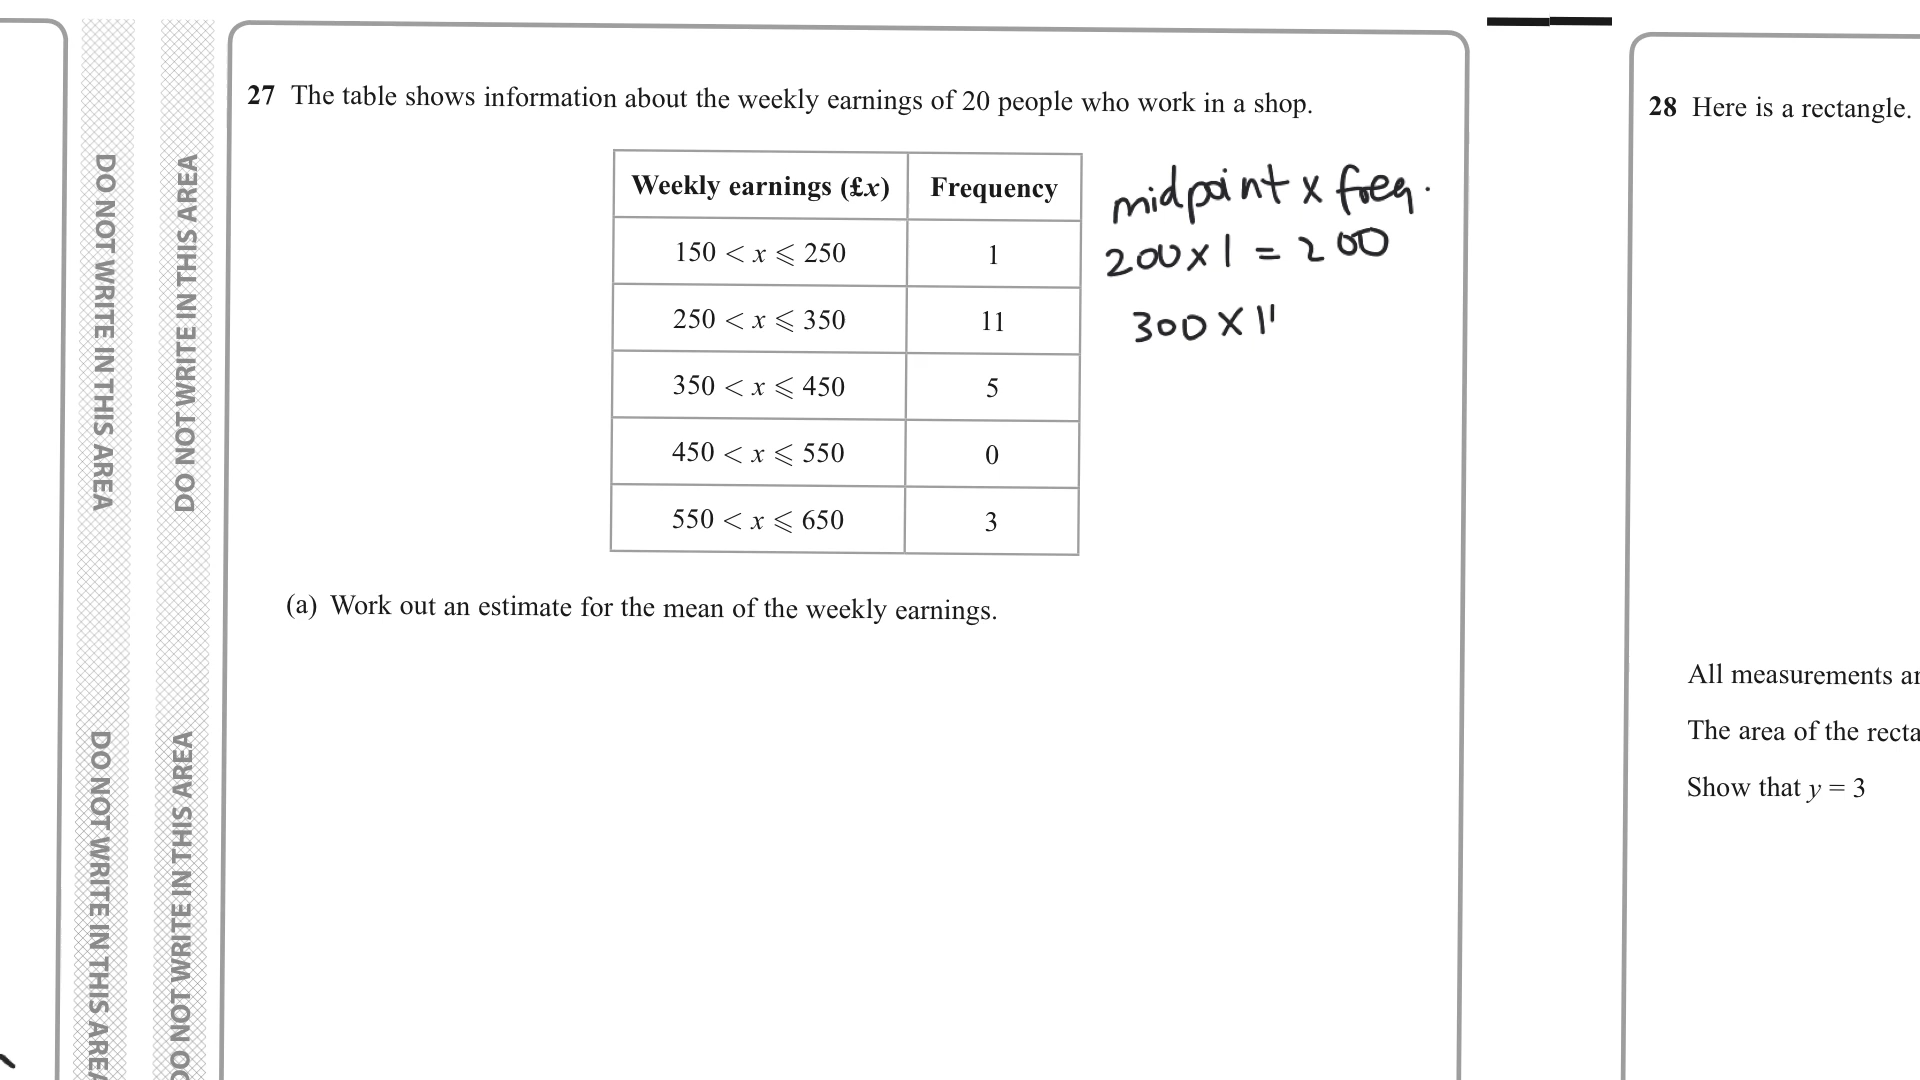 27 The table shows information about the weekly earnings of 20 people who work in a shop.
Weekly earnings (£x) Frequency
150 < x ⩽ 250 1
250 < x ⩽ 350 11
350 < x ⩽ 450 5
450 < x ⩽ 550 0
550 < x ⩽ 650 3
midpoint x freq.
200 x 1 = 200
300 x 11
(a) Work out an estimate for the mean of the weekly earnings.
DO NOT WRITE IN THIS AREA
DO NOT WRITE IN THIS AREA
DO NOT WRITE IN THIS AREA
DO NOT WRITE IN THIS AREA
28 Here is a rectangle.
All measurements
The area of the
Show that y = 3